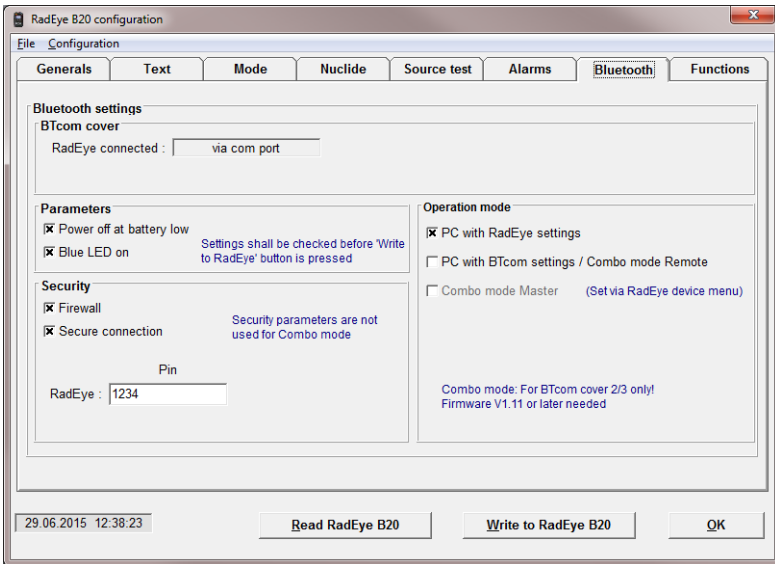 RadEye B20 configuration
File Configuration
Generals Text Mode Nuclide Source test Alarms Bluetooth Functions
Bluetooth settings
BTcom cover
RadEye connected : via com port
Parameters
Power off at battery low
Blue LED on
Settings shall be checked before 'Write
to RadEye' button is pressed
Security
Firewall
Secure connection
Security parameters are not
used for Combo mode
Pin
RadEye : 1234
Operation mode
PC with RadEye settings
PC with BTcom settings / Combo mode Remote
Combo mode Master (Set via RadEye device menu)
Combo mode: For BTcom cover 2/3 only!
Firmware V1.11 or later needed
29.06.2015 12:38:23 Read RadEye B20 Write to RadEye B20 OK